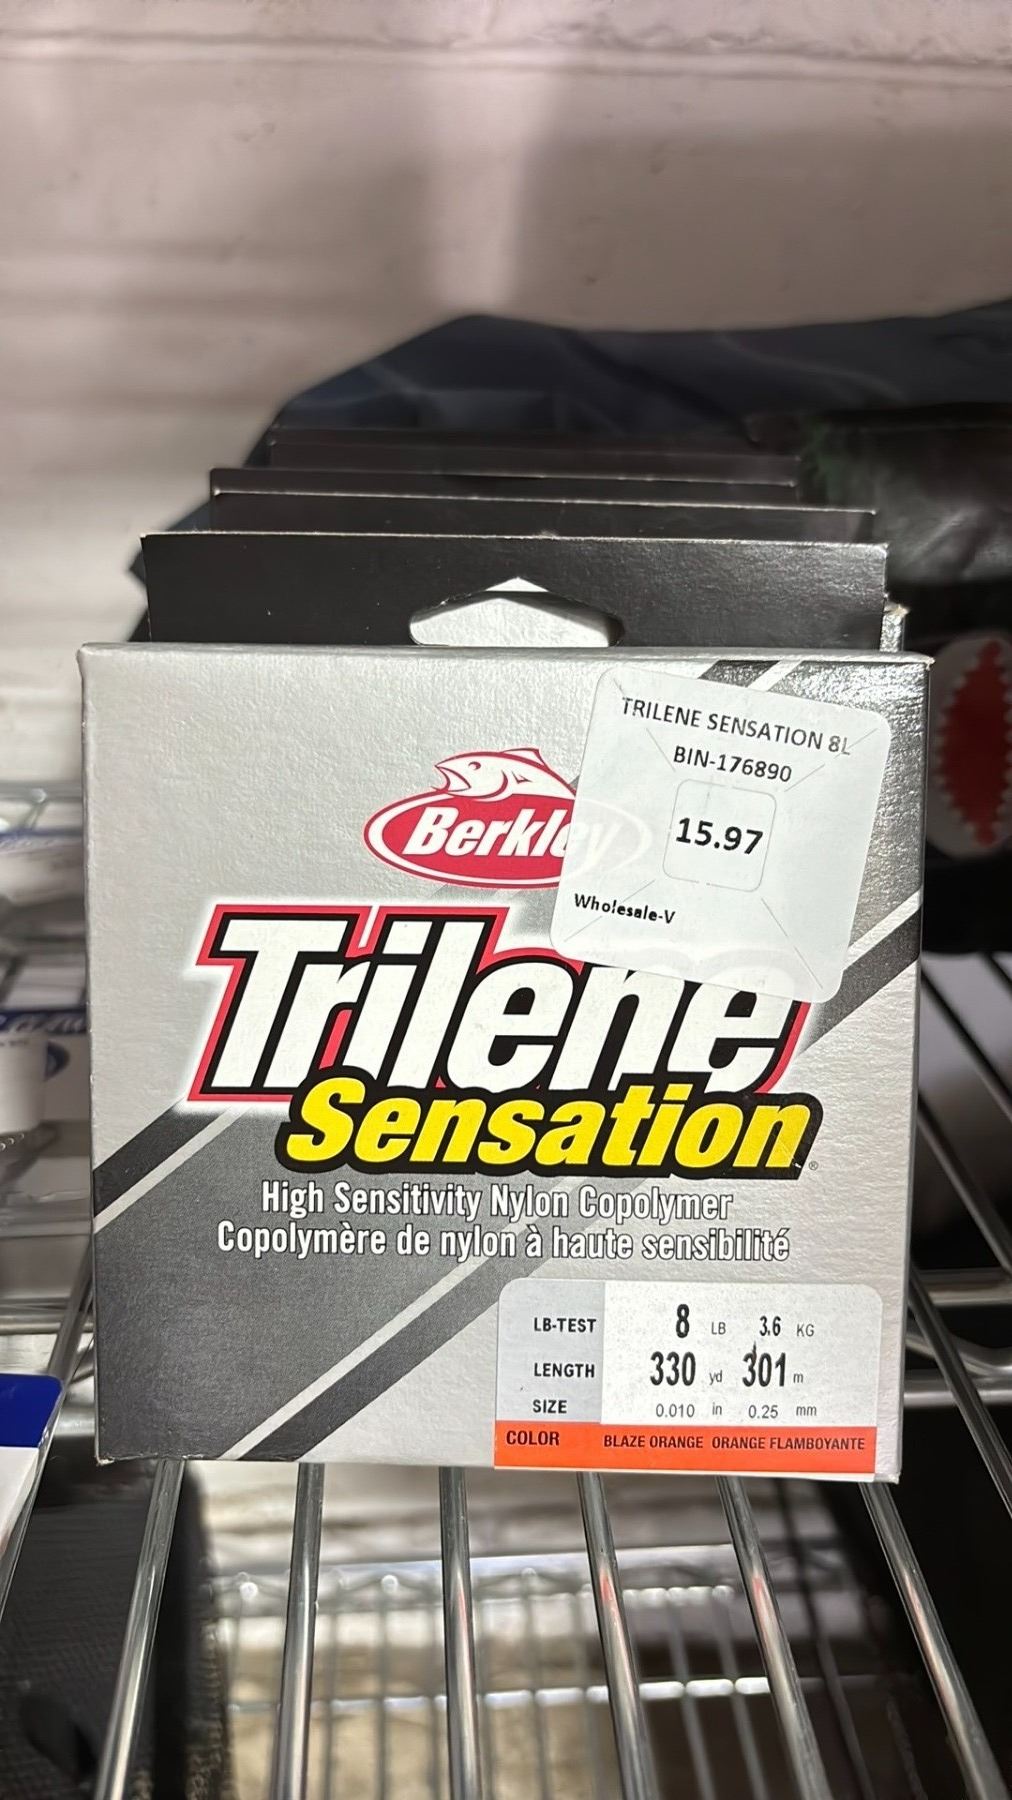 TRILENE SENSATION 8L
BIN-176890
15.97
Wholesale-V
Berkley
Trilene
Sensation
High Sensitivity Nylon Copolymer
Copolymère de nylon à haute sensibilité
LB-TEST 8 LB 3.6 KG
LENGTH 330 yd 301 m
SIZE 0.010 in 0.25 mm
COLOR BLAZE ORANGE ORANGE FLAMBOYANTE